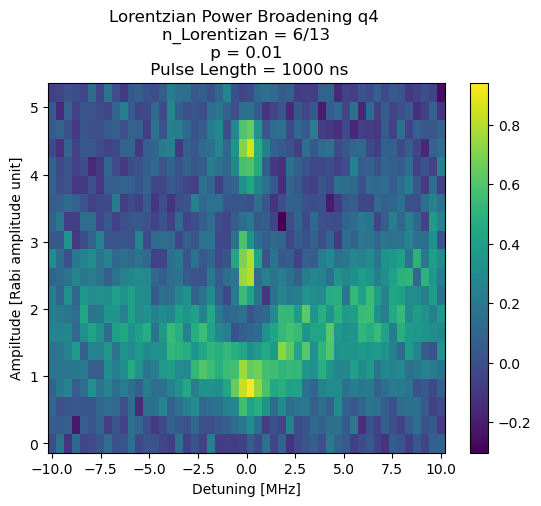 Lorentzian Power Broadening q4
n_Lorentizan = 6/13
p = 0.01
Pulse Length = 1000 ns
5
4
3
2
1
0
Amplitude [Rabi amplitude unit]
−10.0 −7.5 −5.0 −2.5 0.0 2.5 5.0 7.5 10.0
Detuning [MHz]
0.8
0.6
0.4
0.2
0.0
−0.2